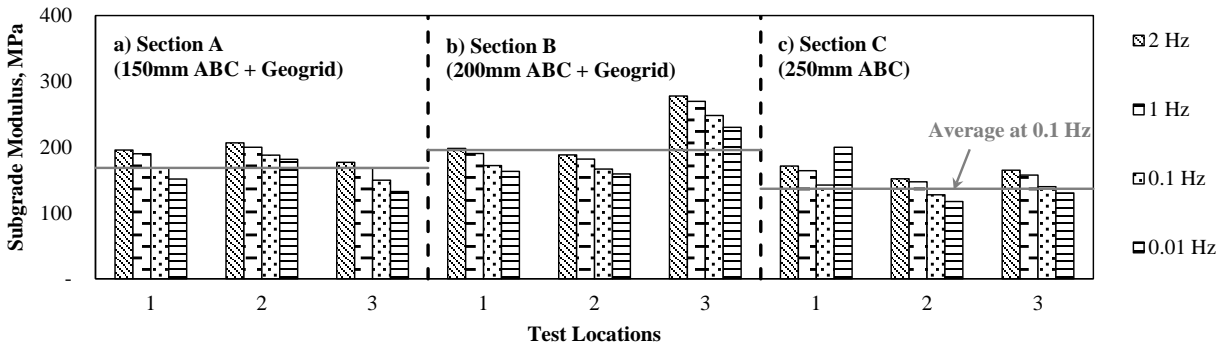 400
300
200
100
-
Subgrade Modulus, MPa
a) Section A
(150mm ABC + Geogrid)
b) Section B
(200mm ABC + Geogrid)
c) Section C
(250mm ABC)
Average at 0.1 Hz
1 2 3 1 2 3 1 2 3
Test Locations
2 Hz
1 Hz
0.1 Hz
0.01 Hz